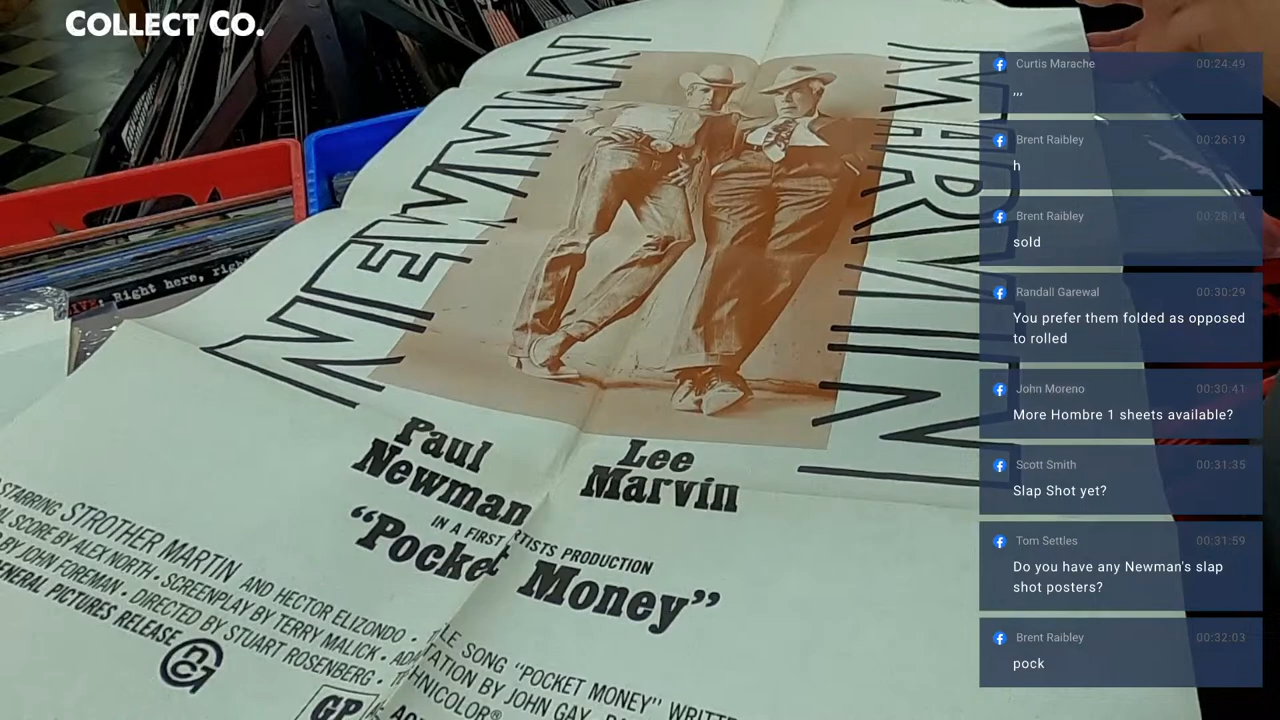 COLLECT CO.
NEWMAN
MARVIN
Right here,
Paul
Newman
Lee
Marvin
IN A FIRST ARTISTS PRODUCTION
"Pocket Money"
STARRING STROTHER MARTIN AND HECTOR ELIZONDO •
SCORE BY ALEX NORTH • SCREENPLAY BY TERRY MALICK •
BY JOHN FOREMAN • DIRECTED BY STUART ROSENBERG •
GENERAL PICTURES RELEASE
SONG "POCKET MONEY"
BY JOHN GAY
ngc
GP
Curtis Marache 00:24:49
,,,
Brent Raibley 00:26:19
h
Brent Raibley 00:28:14
sold
Randall Garewal 00:30:29
You prefer them folded as opposed
to rolled
John Moreno 00:30:41
More Hombre 1 sheets available?
Scott Smith 00:31:35
Slap Shot yet?
Tom Settles 00:31:59
Do you have any Newman's slap
shot posters?
Brent Raibley 00:32:03
pock